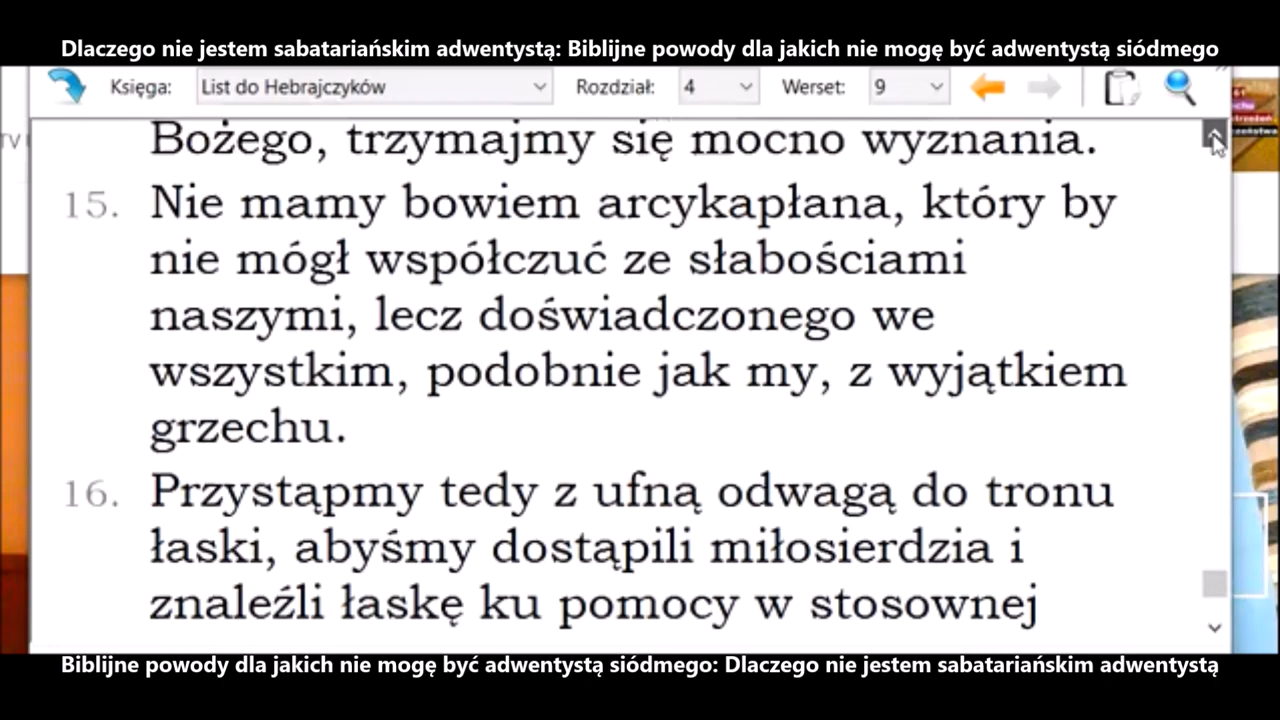 Dlaczego nie jestem sabatariańskim adwentystą: Biblijne powody dla jakich nie mogę być adwentystą siódmego
Księga: List do Hebrajczyków Rozdział: 4 Werset: 9
Bożego, trzymajmy się mocno wyznania.
15. Nie mamy bowiem arcykapłana, który by
nie mógł współczuć ze słabościami
naszymi, lecz doświadczonego we
wszystkim, podobnie jak my, z wyjątkiem
grzechu.
16. Przystąpmy tedy z ufną odwagą do tronu
łaski, abyśmy dostąpili miłosierdzia i
znaleźli łaskę ku pomocy w stosownej
Biblijne powody dla jakich nie mogę być adwentystą siódmego: Dlaczego nie jestem sabatariańskim adwentystą